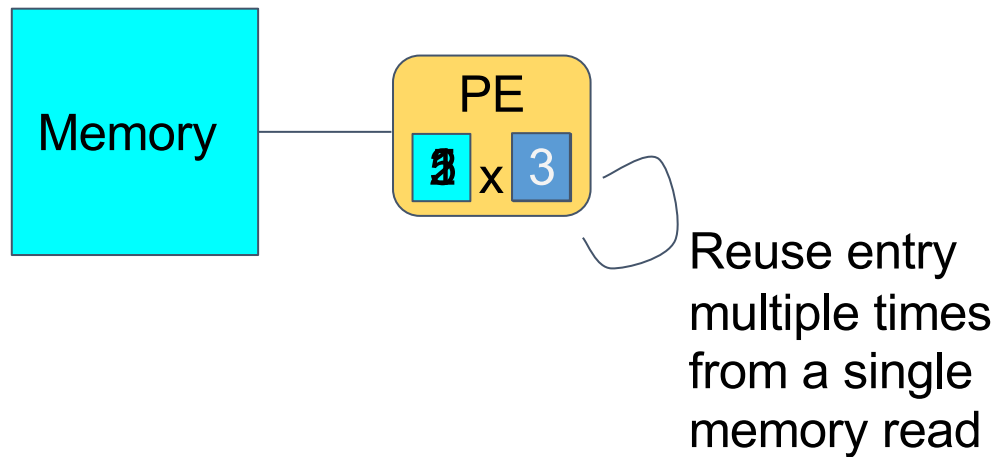 Memory
PE
x 3
Reuse entry
multiple times
from a single
memory read